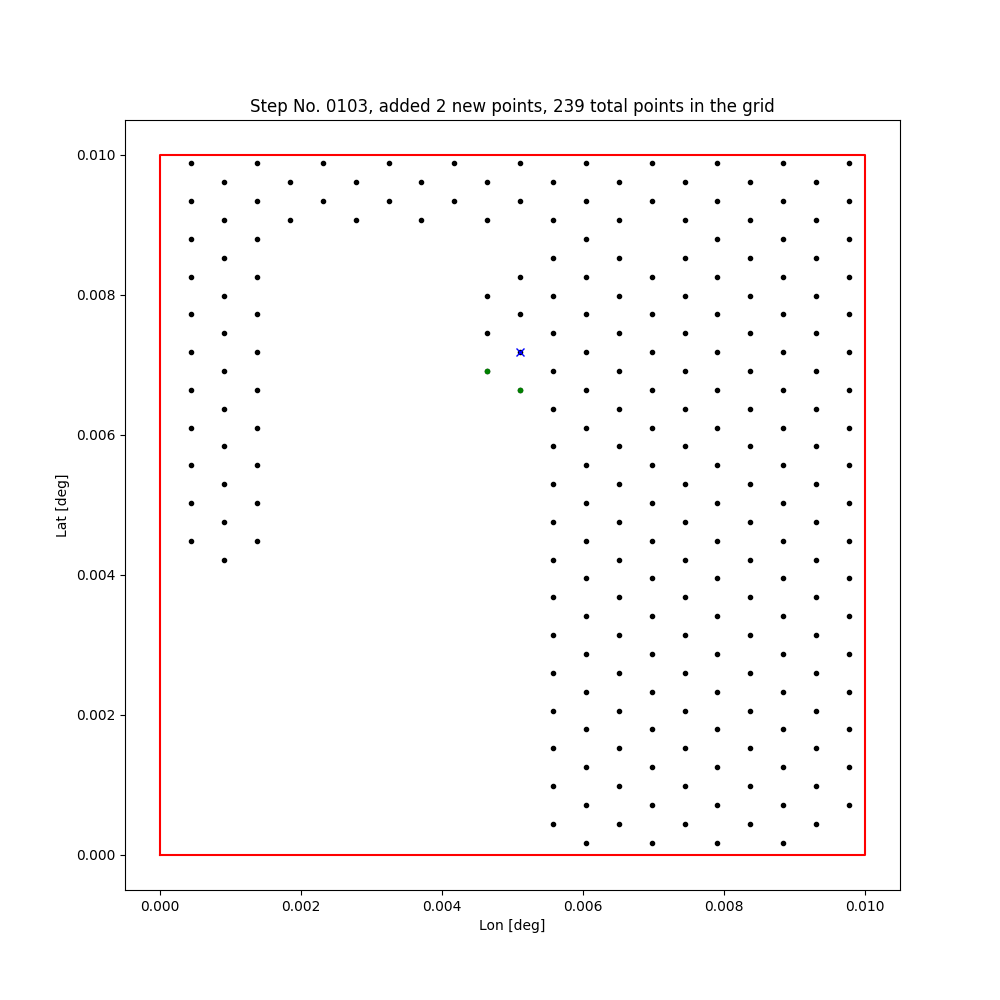 Step No. 0103, added 2 new points, 239 total points in the grid
0.010
0.008
0.006
0.004
0.002
0.000
Lat [deg]
0.000 0.002 0.004 0.006 0.008 0.010
Lon [deg]